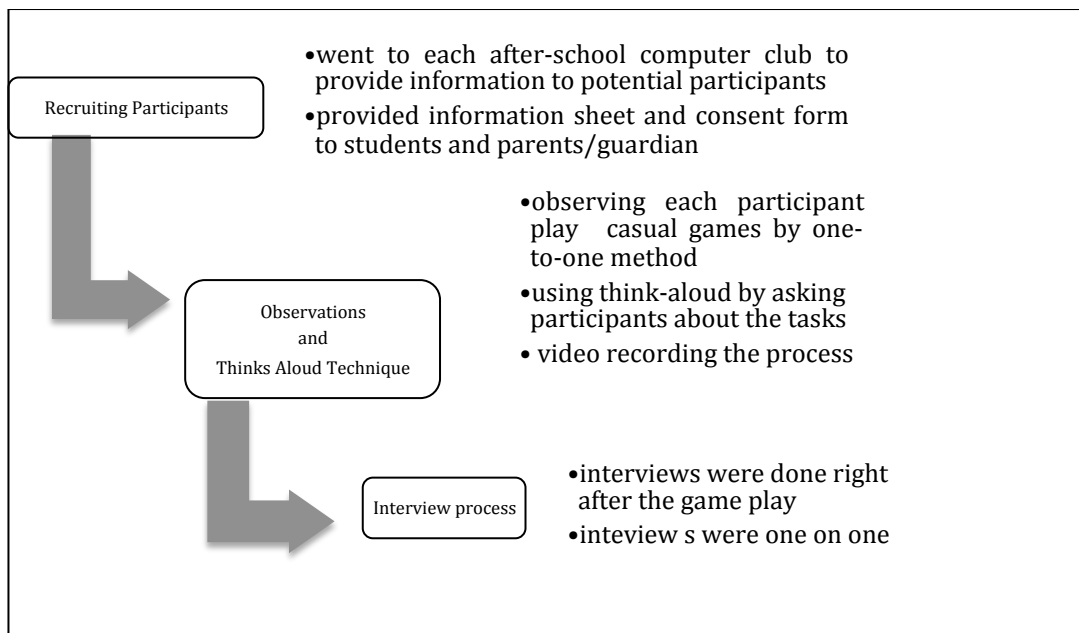 Recruiting Participants
•went to each after-school computer club to
provide information to potential participants
•provided information sheet and consent form
to students and parents/guardian
Observations
and
Thinks Aloud Technique
•observing each participant
play casual games by one-
to-one method
•using think-aloud by asking
participants about the tasks
• video recording the process
Interview process
•interviews were done right
after the game play
•inteview s were one on one